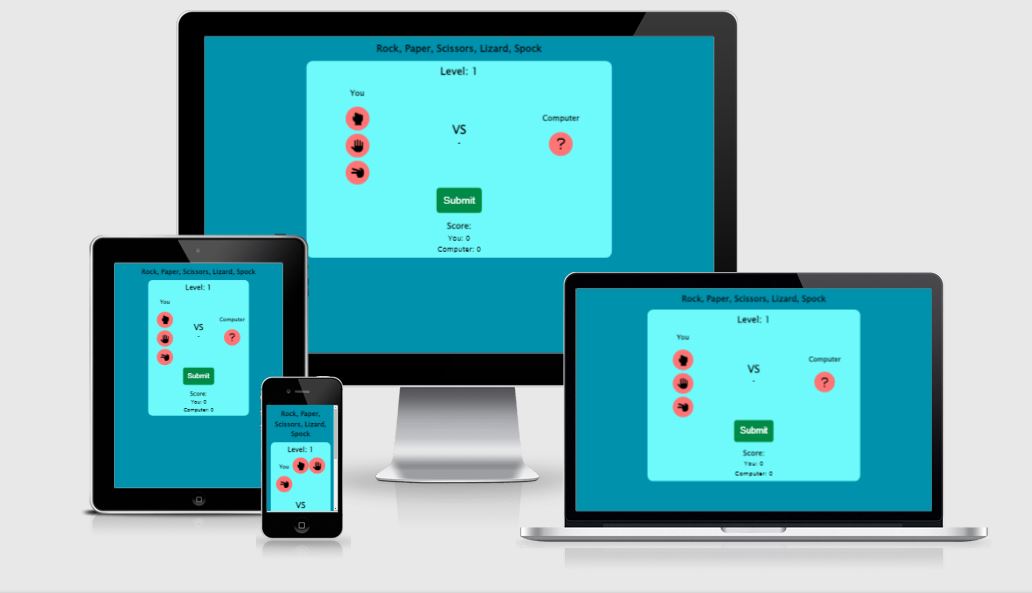 Rock, Paper, Scissors, Lizard, Spock
Level: 1
You
Computer
VS
-
?
Submit
Score:
You: 0
Computer: 0
Rock, Paper, Scissors, Lizard, Spock
Level: 1
You
Computer
VS
-
?
Submit
Score:
You: 0
Computer: 0
Rock, Paper,
Scissors, Lizard,
Spock
Level: 1
You
VS
Rock, Paper, Scissors, Lizard, Spock
Level: 1
You
Computer
VS
-
?
Submit
Score:
You: 0
Computer: 0